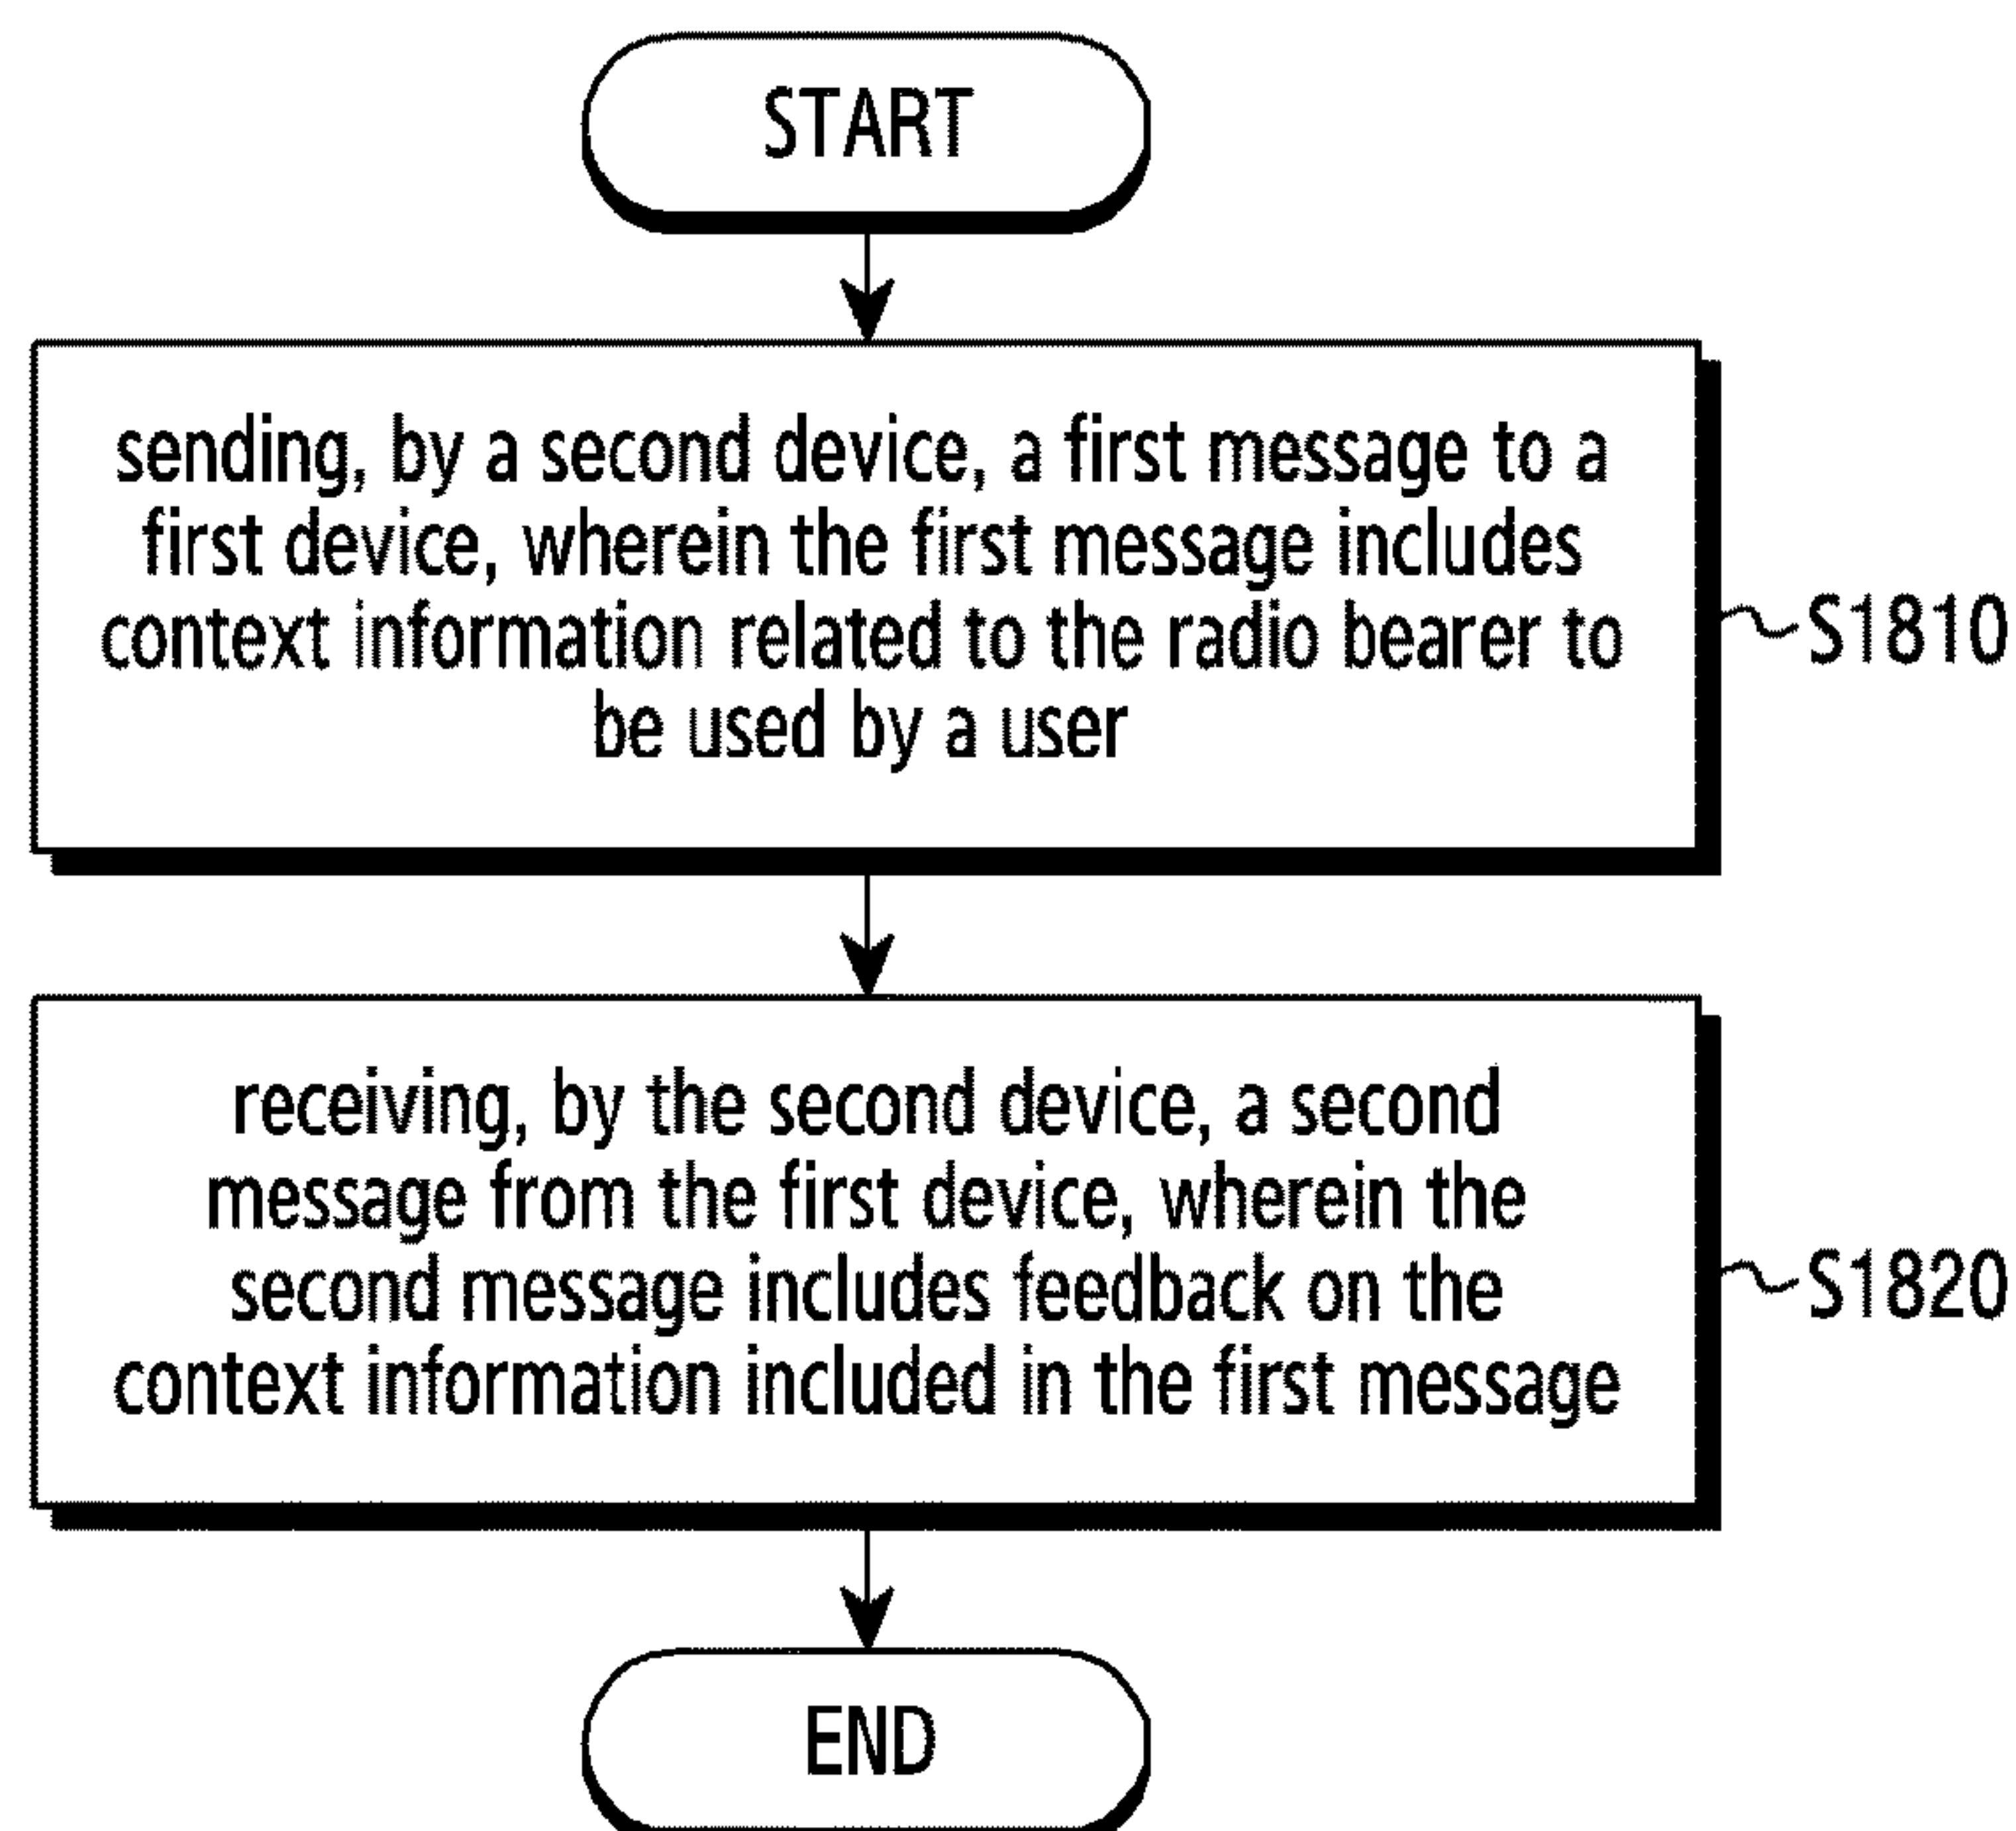 START
sending, by a second device, a first message to a
first device, wherein the first message includes
context information related to the radio bearer to
be used by a user
S1810
receiving, by the second device, a second
message from the first device, wherein the
second message includes feedback on the
context information included in the first message
S1820
END